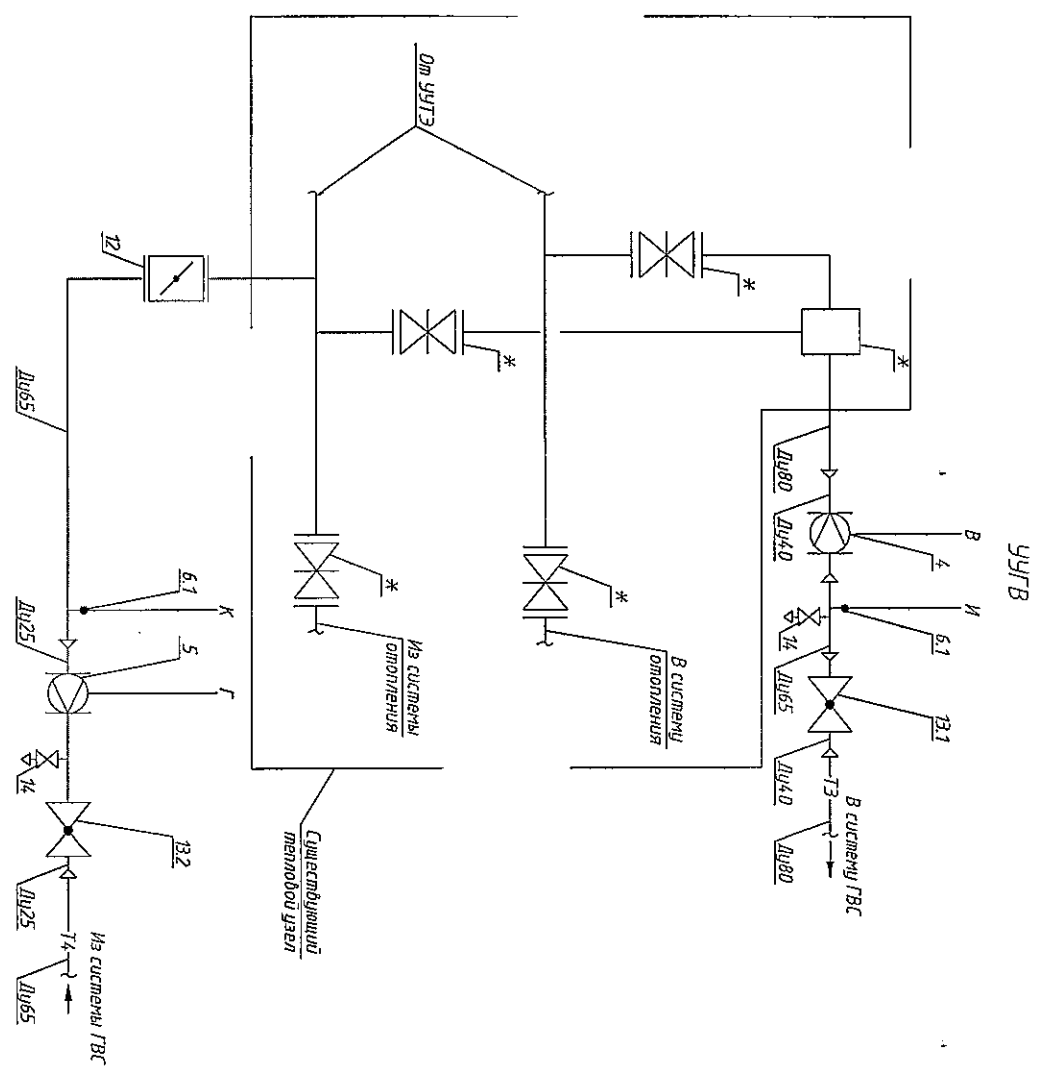 УУГВ
От УУТЭ
*
*
*
*
*
В систему
отопления
Из системы
отопления
Существующий
тепловой узел
Ду80
Ду40
В
4
И
6.1
14
Ду65
13.1
Ду40
Т3
В систему ГВС
Ду80
12
Ду65
К
6.1
Ду25
5
Г
14
13.2
Ду25
Т4
Из системы ГВС
Ду65